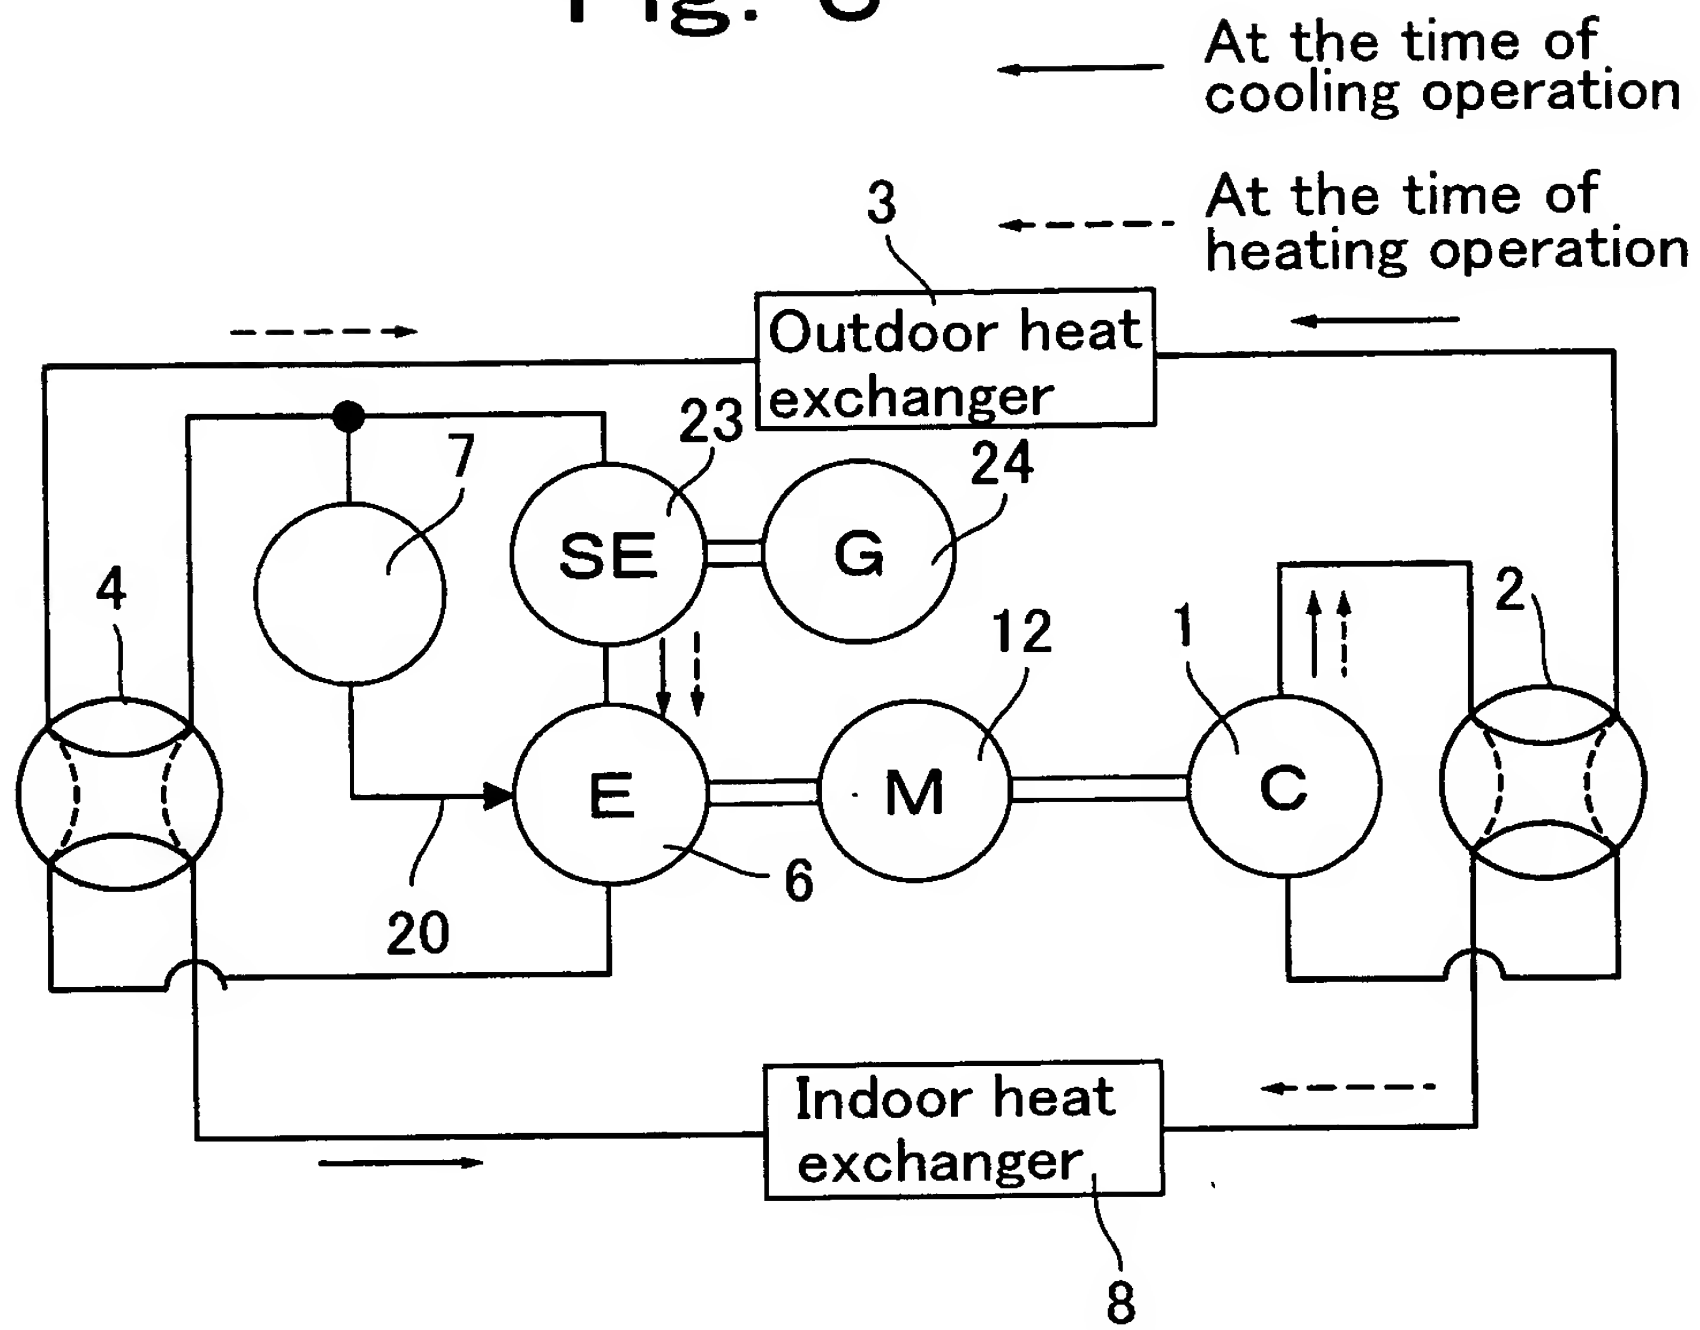 At the time of
cooling operation
At the time of
heating operation
3
Outdoor heat
exchanger
23
7
24
SE
G
4
2
12
1
E
M
C
6
20
Indoor heat
exchanger
8